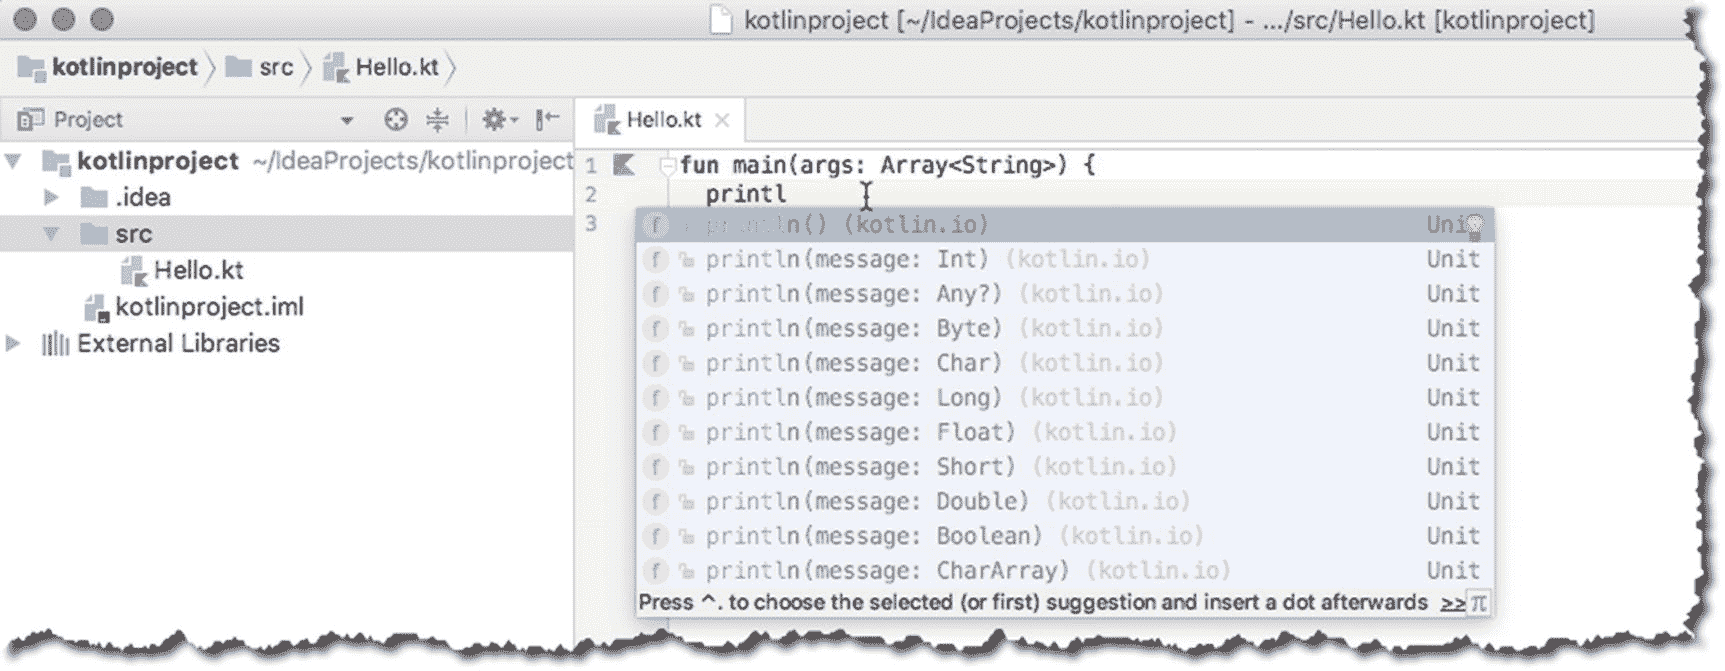 kotlinproject [~/IdeaProjects/kotlinproject] - .../src/Hello.kt [kotlinproject]
kotlinproject src Hello.kt
Project
kotlinproject ~/IdeaProjects/kotlinproject
.idea
src
Hello.kt
kotlinproject.iml
External Libraries
Hello.kt
1 fun main(args: Array<String>) {
2 printl
3
f println() (kotlin.io) Unit
f println(message: Int) (kotlin.io) Unit
f println(message: Any?) (kotlin.io) Unit
f println(message: Byte) (kotlin.io) Unit
f println(message: Char) (kotlin.io) Unit
f println(message: Long) (kotlin.io) Unit
f println(message: Float) (kotlin.io) Unit
f println(message: Short) (kotlin.io) Unit
f println(message: Double) (kotlin.io) Unit
f println(message: Boolean) (kotlin.io) Unit
f println(message: CharArray) (kotlin.io) Unit
Press ^. to choose the selected (or first) suggestion and insert a dot afterwards >> π